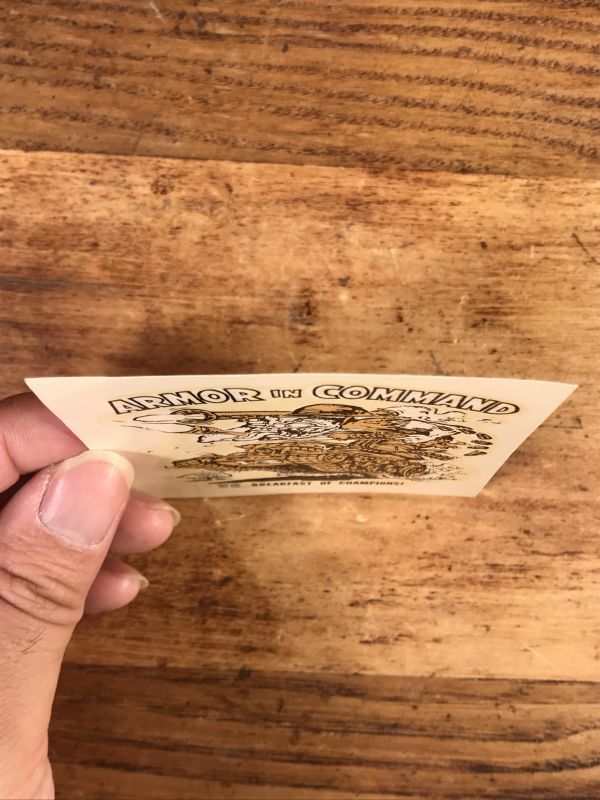 ARMOR IN COMMAND
BREAKFAST OF CHAMPIONS!